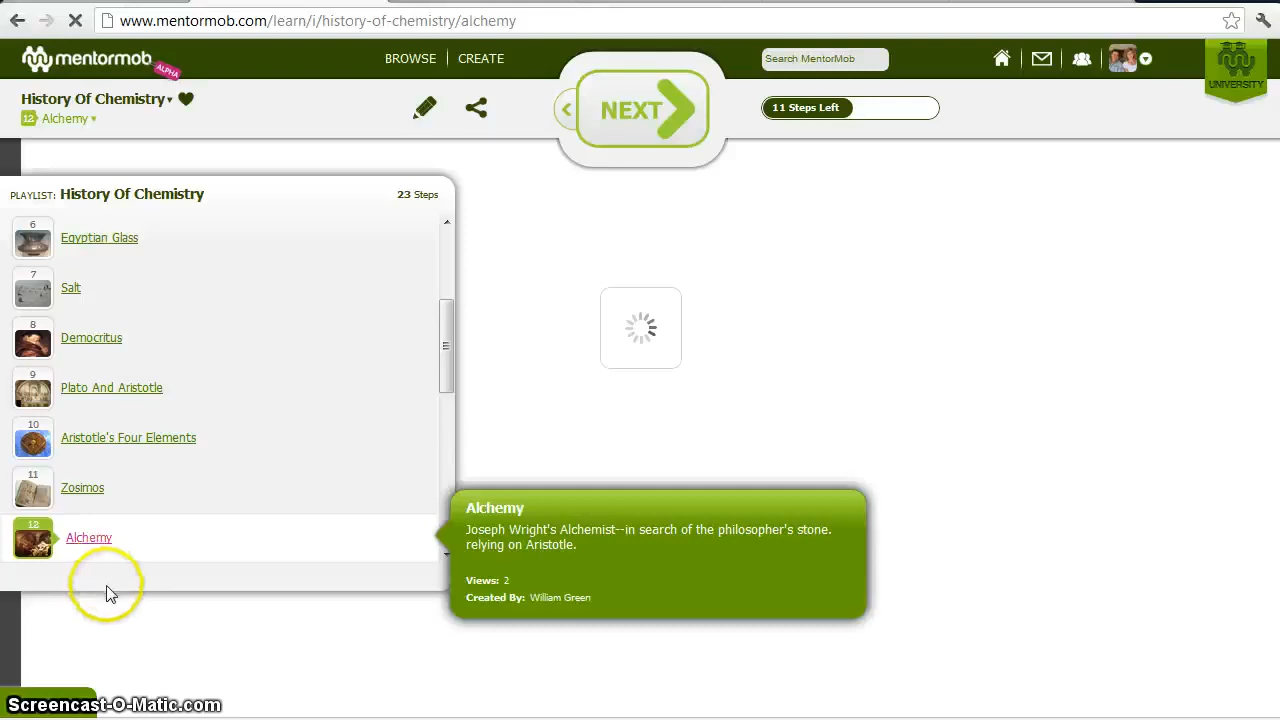 www.mentormob.com/learn/i/history-of-chemistry/alchemy
mentormob
ALPHA
BROWSE
CREATE
Search MentorMob
UNIVERSITY
History Of Chemistry
12 Alchemy
NEXT
11 Steps Left
PLAYLIST: History Of Chemistry
23 Steps
6
Egyptian Glass
7
Salt
8
Democritus
9
Plato And Aristotle
10
Aristotle's Four Elements
11
Zosimos
12
Alchemy
Alchemy
Joseph Wright's Alchemist--in search of the philosopher's stone.
relying on Aristotle.
Views: 2
Created By: William Green
Screencast-O-Matic.com